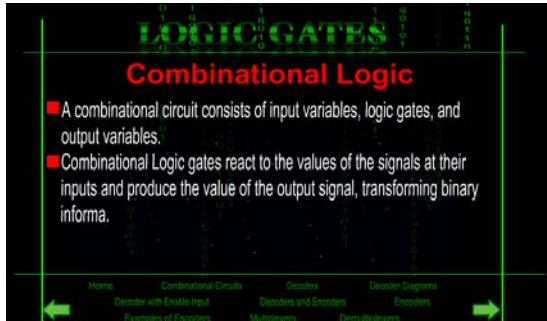 LOGIC GATES
Combinational Logic
A combinational circuit consists of input variables, logic gates, and
output variables.
Combinational Logic gates react to the values of the signals at their
inputs and produce the value of the output signal, transforming binary
informa.
Home Combinational Circuits Decoders Decoder Diagrams
Decoder with Enable Input Decoders and Encoders Encoders
Examples of Encoders Multiplexers Demultiplexers